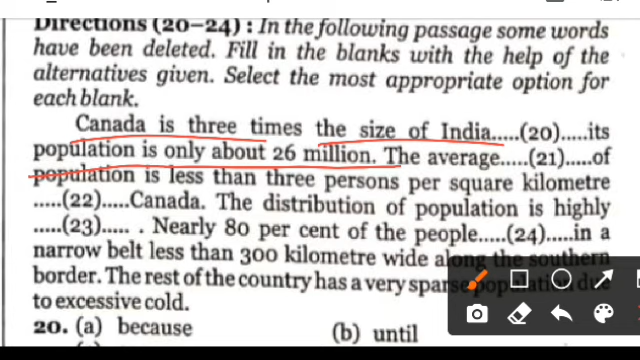 Directions (20–24) : In the following passage some words
have been deleted. Fill in the blanks with the help of the
alternatives given. Select the most appropriate option for
each blank.
Canada is three times the size of India.....(20).....its
population is only about 26 million. The average.....(21).....of
population is less than three persons per square kilometre
.....(22).....Canada. The distribution of population is highly
.....(23)..... . Nearly 80 per cent of the people.....(24).....in a
narrow belt less than 300 kilometre wide along the southern
border. The rest of the country has a very sparse population due
to excessive cold.
20. (a) because (b) until